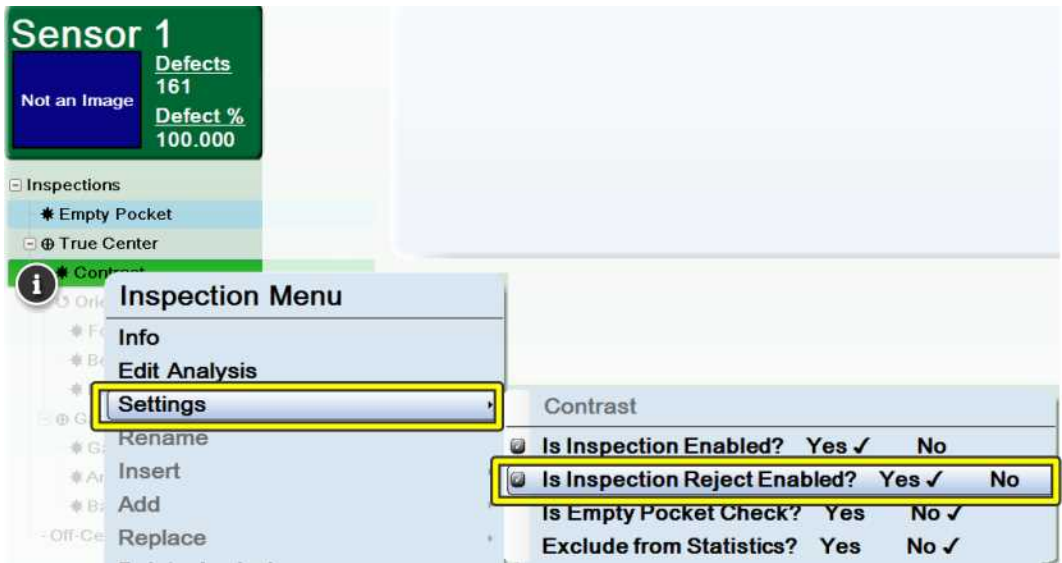 Sensor 1
Not an Image
Defects
161
Defect %
100.000
Inspections
Empty Pocket
True Center
i
Inspection Menu
Info
Edit Analysis
Settings
Rename
Insert
Add
Replace
Contrast
Is Inspection Enabled? Yes ✓ No
Is Inspection Reject Enabled? Yes ✓ No
Is Empty Pocket Check? Yes No ✓
Exclude from Statistics? Yes No ✓